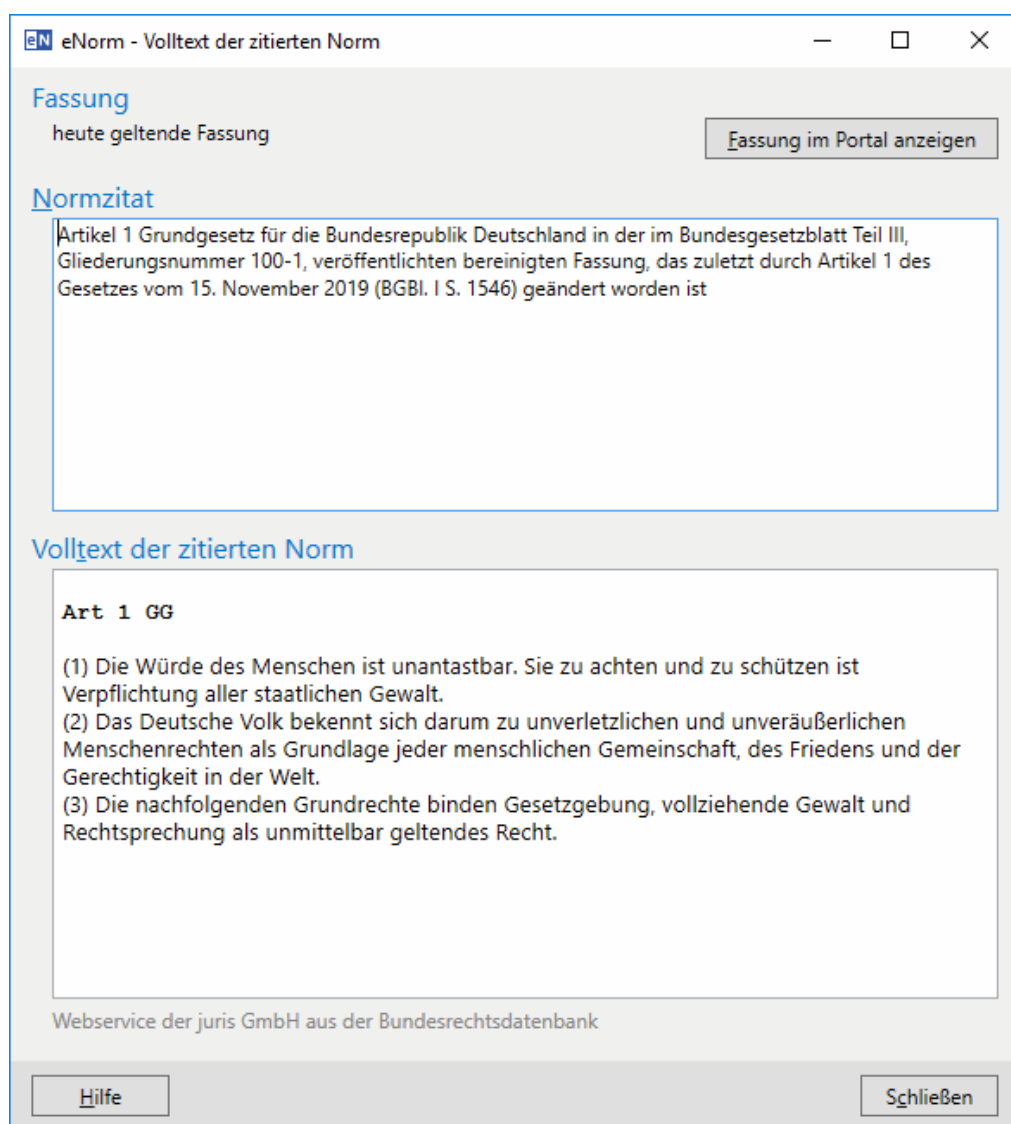 eN eNorm - Volltext der zitierten Norm
Fassung
heute geltende Fassung
Fassung im Portal anzeigen
Normzitat
Artikel 1 Grundgesetz für die Bundesrepublik Deutschland in der im Bundesgesetzblatt Teil III,
Gliederungsnummer 100-1, veröffentlichten bereinigten Fassung, das zuletzt durch Artikel 1 des
Gesetzes vom 15. November 2019 (BGBl. I S. 1546) geändert worden ist
Volltext der zitierten Norm
Art 1 GG
(1) Die Würde des Menschen ist unantastbar. Sie zu achten und zu schützen ist
Verpflichtung aller staatlichen Gewalt.
(2) Das Deutsche Volk bekennt sich darum zu unverletzlichen und unveräußerlichen
Menschenrechten als Grundlage jeder menschlichen Gemeinschaft, des Friedens und der
Gerechtigkeit in der Welt.
(3) Die nachfolgenden Grundrechte binden Gesetzgebung, vollziehende Gewalt und
Rechtsprechung als unmittelbar geltendes Recht.
Webservice der juris GmbH aus der Bundesrechtsdatenbank
Hilfe
Schließen